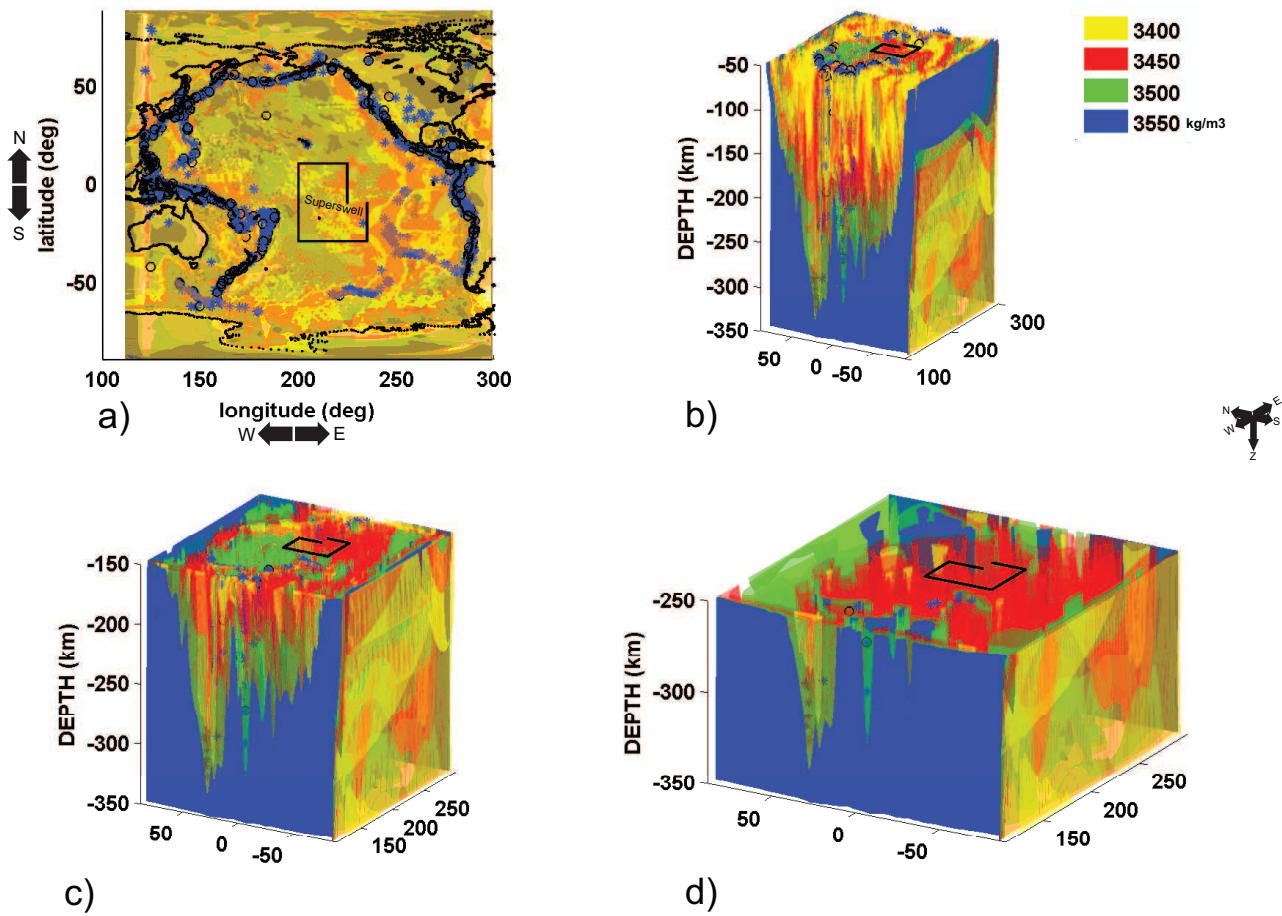 50
0
-50
100
150
200
250
300
N
S
latitude (deg)
longitude (deg)
W E
Superswell
a)
-50
-100
-150
-200
-250
-300
-350
DEPTH (km)
50
0
-50
100
200
300
b)
3400
3450
3500
3550 kg/m3
N
E
W
S
Z
-150
-200
-250
-300
-350
DEPTH (km)
50
0
-50
150
200
250
c)
-250
-300
-350
DEPTH (km)
50
0
-50
150
200
250
d)